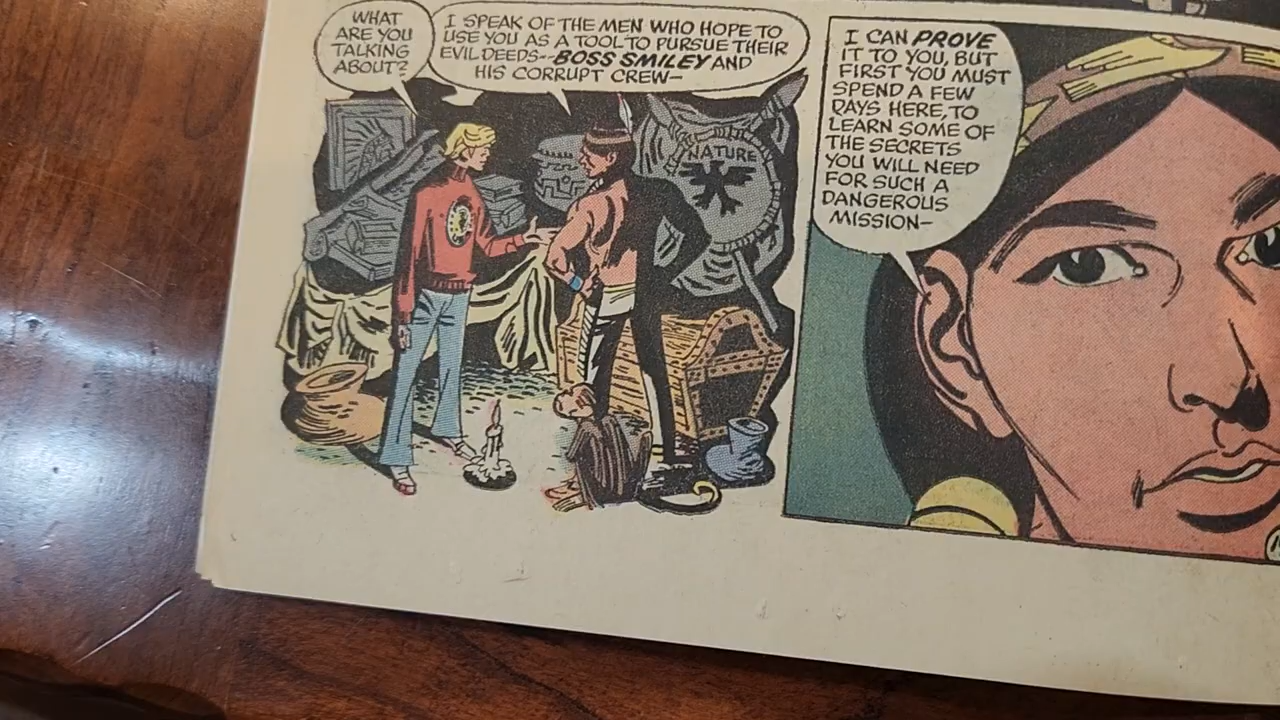 WHAT
ARE YOU
TALKING
ABOUT?
I SPEAK OF THE MEN WHO HOPE TO
USE YOU AS A TOOL TO PURSUE THEIR
EVIL DEEDS--BOSS SMILEY AND
HIS CORRUPT CREW—
NATURE
I CAN PROVE
IT TO YOU, BUT
FIRST YOU MUST
SPEND A FEW
DAYS HERE, TO
LEARN SOME OF
THE SECRETS
YOU WILL NEED
FOR SUCH A
DANGEROUS
MISSION—